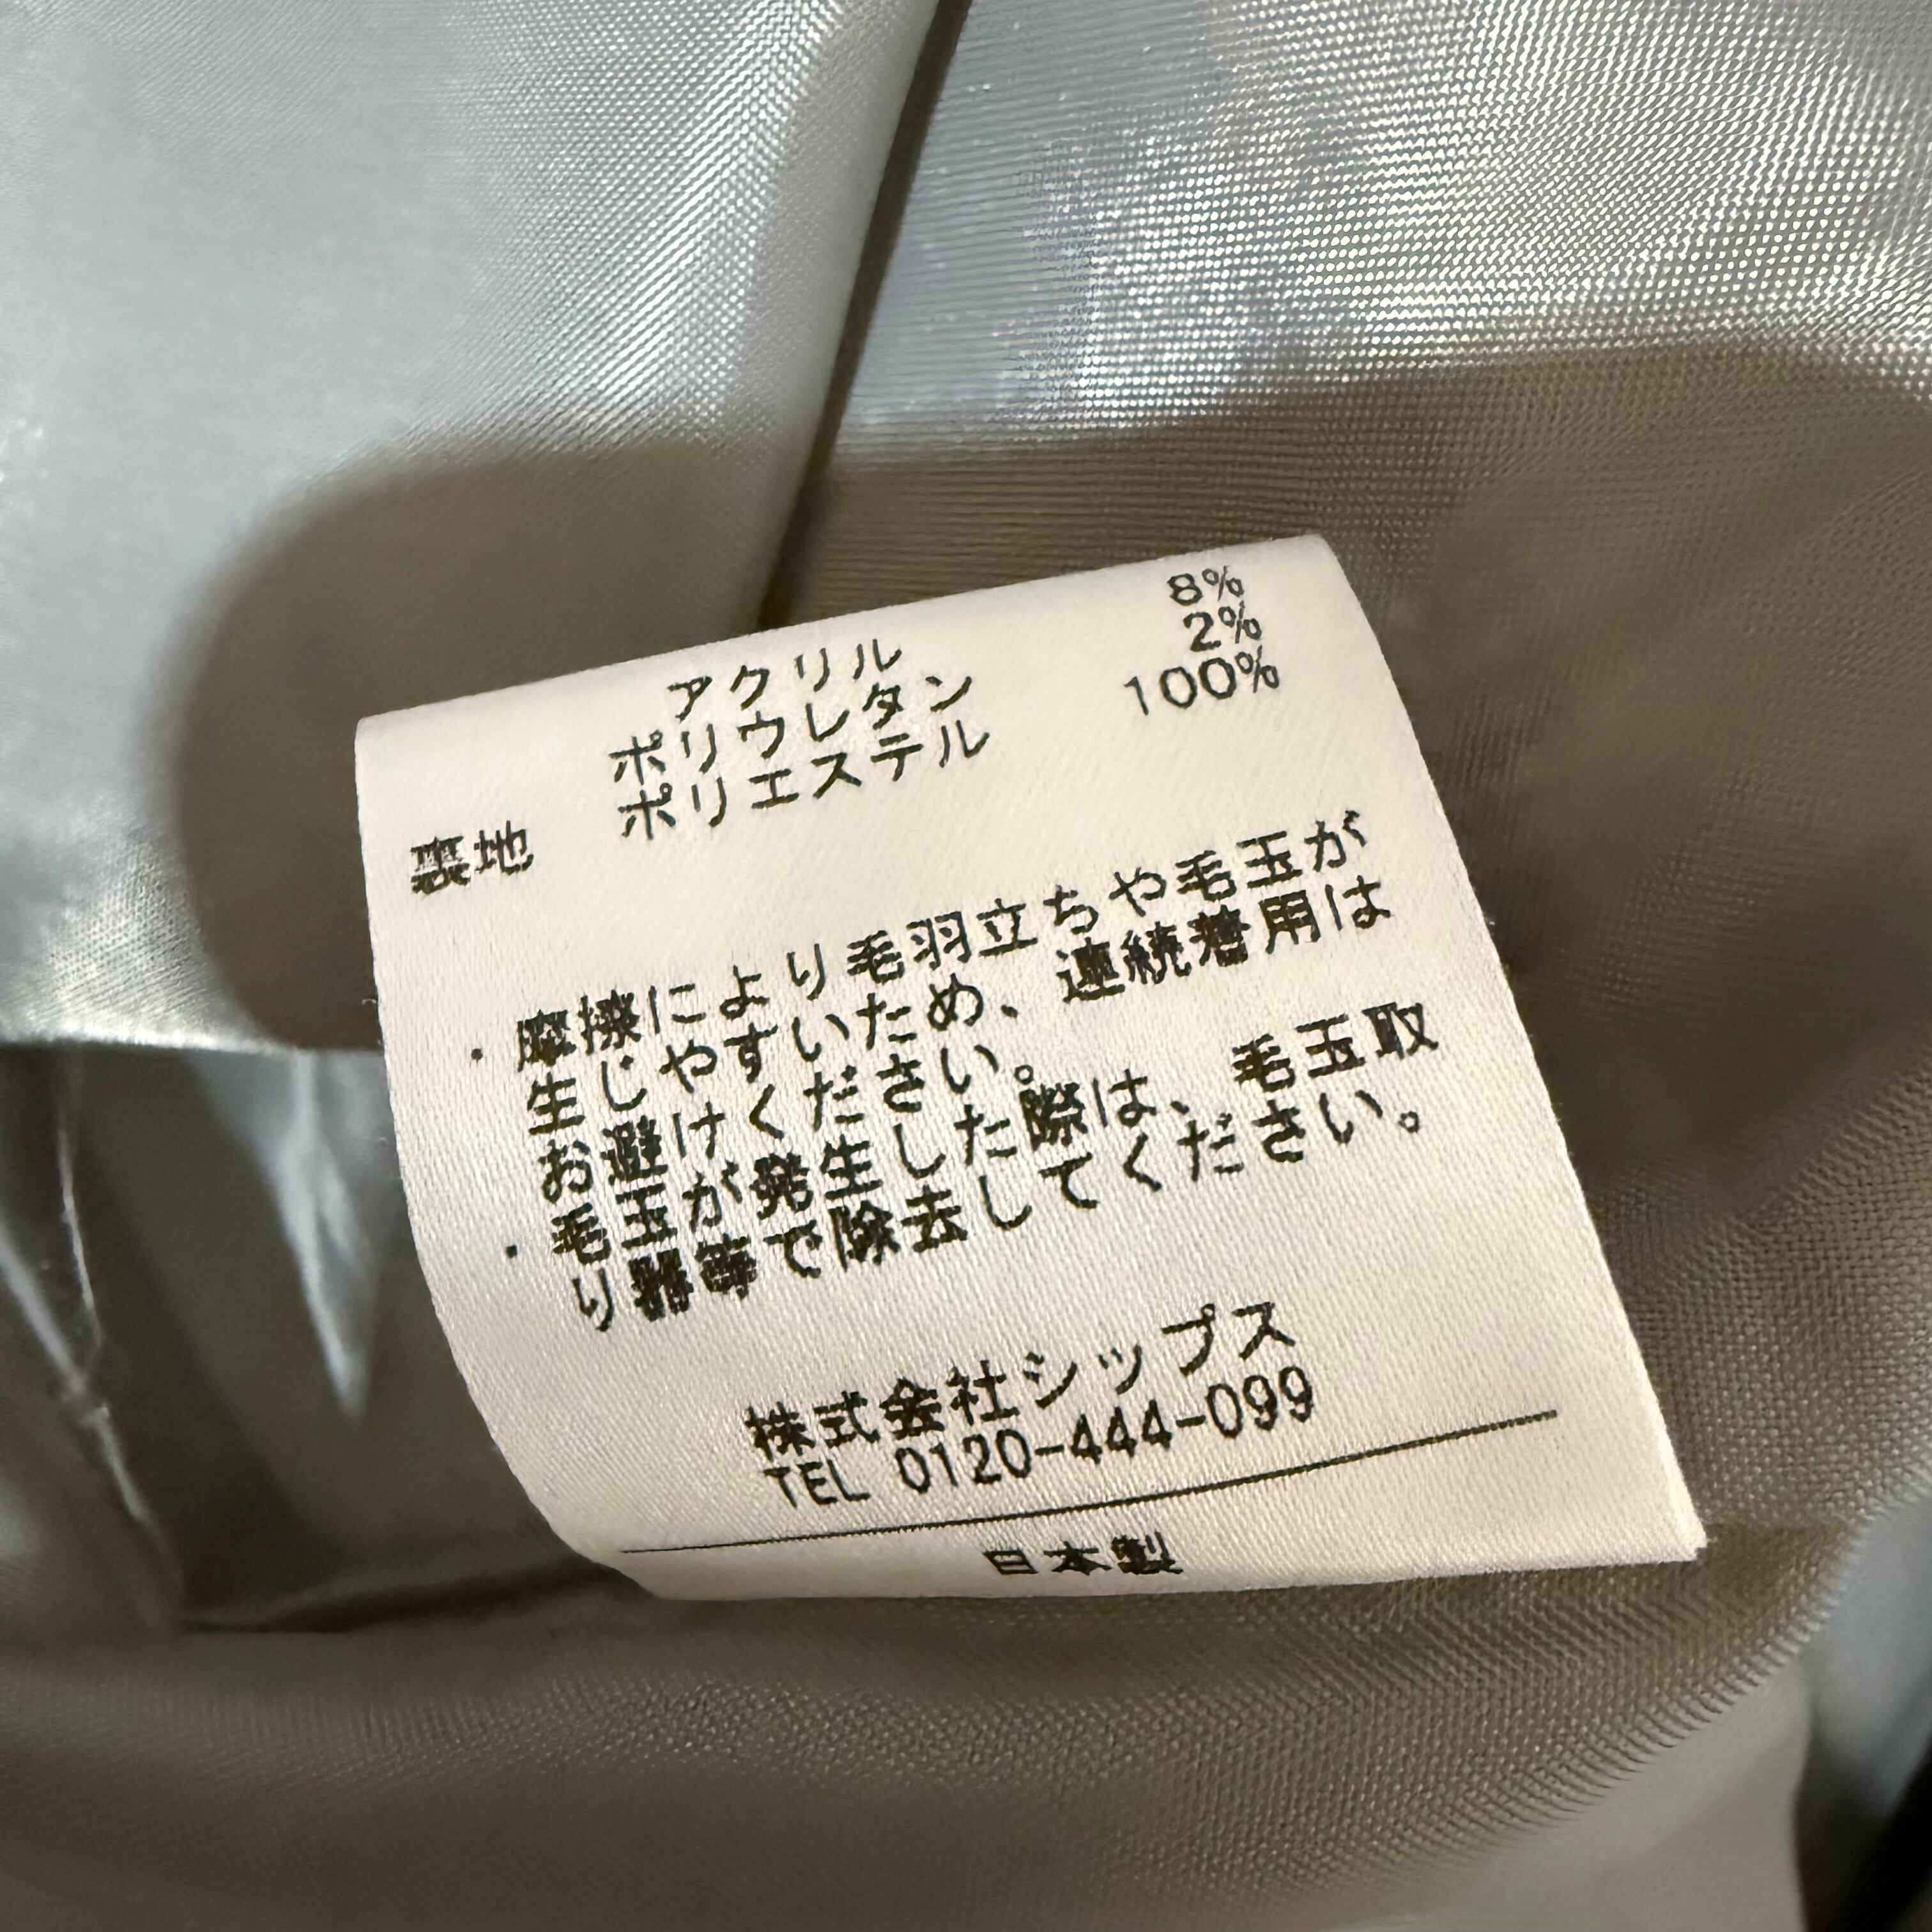 アクリル 8%
ポリウレタン 2%
裏地 ポリエステル 100%
・摩擦により毛羽立ちや毛玉が
生じやすいため、連続着用は
お避けください。
・毛玉が発生した際は、毛玉取
り器等で除去してください。
株式会社シップス
TEL 0120-444-099
日本製